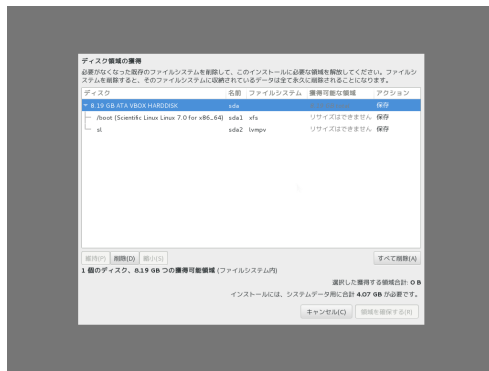 ディスク領域の獲得
必要がなくなった既存のファイルシステムを削除して、このインストールに必要な領域を解放してください。ファイルシ
ステムを削除すると、そのファイルシステムに収納されているデータは全て永久に削除されることになります。
ディスク 名前 ファイルシステム 獲得可能な領域 アクション
8.19 GB ATA VBOX HARDDISK sda 保存
/boot (Scientific Linux Linux 7.0 for x86_64) sda1 xfs リサイズはできません 保存
sl sda2 lvmpv リサイズはできません 保存
維持(P) 削除(D) 縮小(S) すべて削除(A)
1 個のディスク、8.19 GB つの獲得可能領域 (ファイルシステム内)
選択した獲得する領域合計: 0 B
インストールには、システムデータ用に合計 4.07 GB が必要です。
キャンセル(C) 領域を確保する(R)